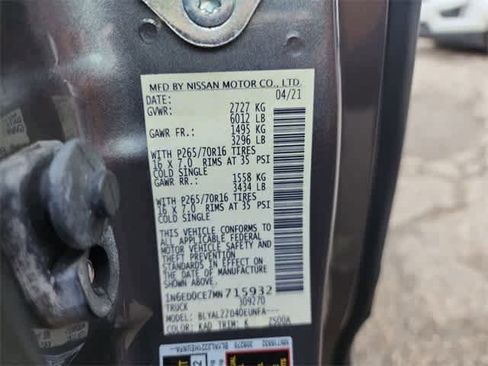 MFD BY NISSAN MOTOR CO., LTD.
DATE: 04/21
GVWR: 2727 KG
6012 LB
GAWR FR.: 1495 KG
3296 LB
WITH P265/70R16 TIRES
16 X 7.0 RIMS AT 35 PSI
COLD SINGLE
GAWR RR.: 1558 KG
3434 LB
WITH P265/70R16 TIRES
16 X 7.0 RIMS AT 35 PSI
COLD SINGLE
THIS VEHICLE CONFORMS TO
ALL APPLICABLE FEDERAL
MOTOR VEHICLE SAFETY AND
THEFT PREVENTION
STANDARDS IN EFFECT ON
THE DATE OF MANUFACTURE
SHOWN ABOVE.
1N6ED0CE7MN715932
TRUCK 309270
MODEL: BLYALZZ040EUNFA---
COLOR: KAD TRIM: K